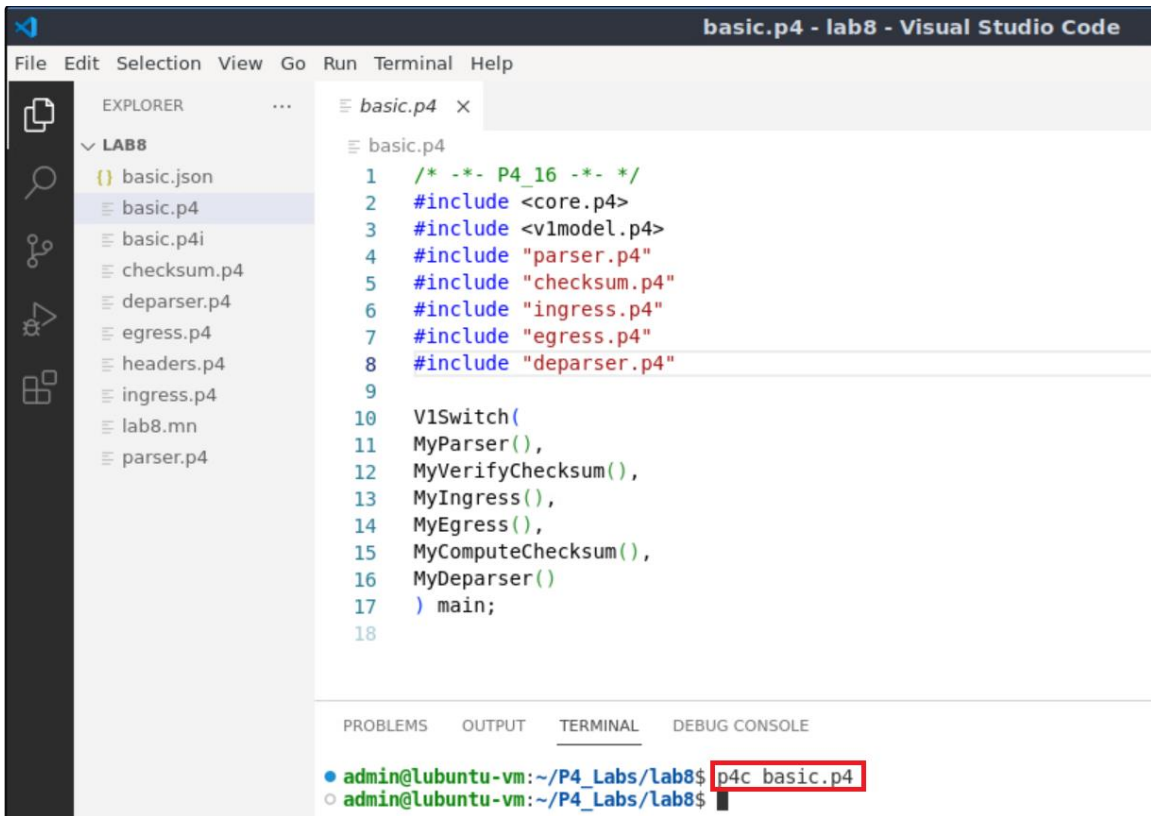 basic.p4 - lab8 - Visual Studio Code
File Edit Selection View Go Run Terminal Help
EXPLORER ...
LAB8
{} basic.json
basic.p4
basic.p4i
checksum.p4
deparser.p4
egress.p4
headers.p4
ingress.p4
lab8.mn
parser.p4
basic.p4 ×
basic.p4
1 /* -*- P4_16 -*- */
2 #include <core.p4>
3 #include <v1model.p4>
4 #include "parser.p4"
5 #include "checksum.p4"
6 #include "ingress.p4"
7 #include "egress.p4"
8 #include "deparser.p4"
9
10 V1Switch(
11 MyParser(),
12 MyVerifyChecksum(),
13 MyIngress(),
14 MyEgress(),
15 MyComputeChecksum(),
16 MyDeparser()
17 ) main;
18
PROBLEMS OUTPUT TERMINAL DEBUG CONSOLE
admin@lubuntu-vm:~/P4_Labs/lab8$ p4c basic.p4
admin@lubuntu-vm:~/P4_Labs/lab8$